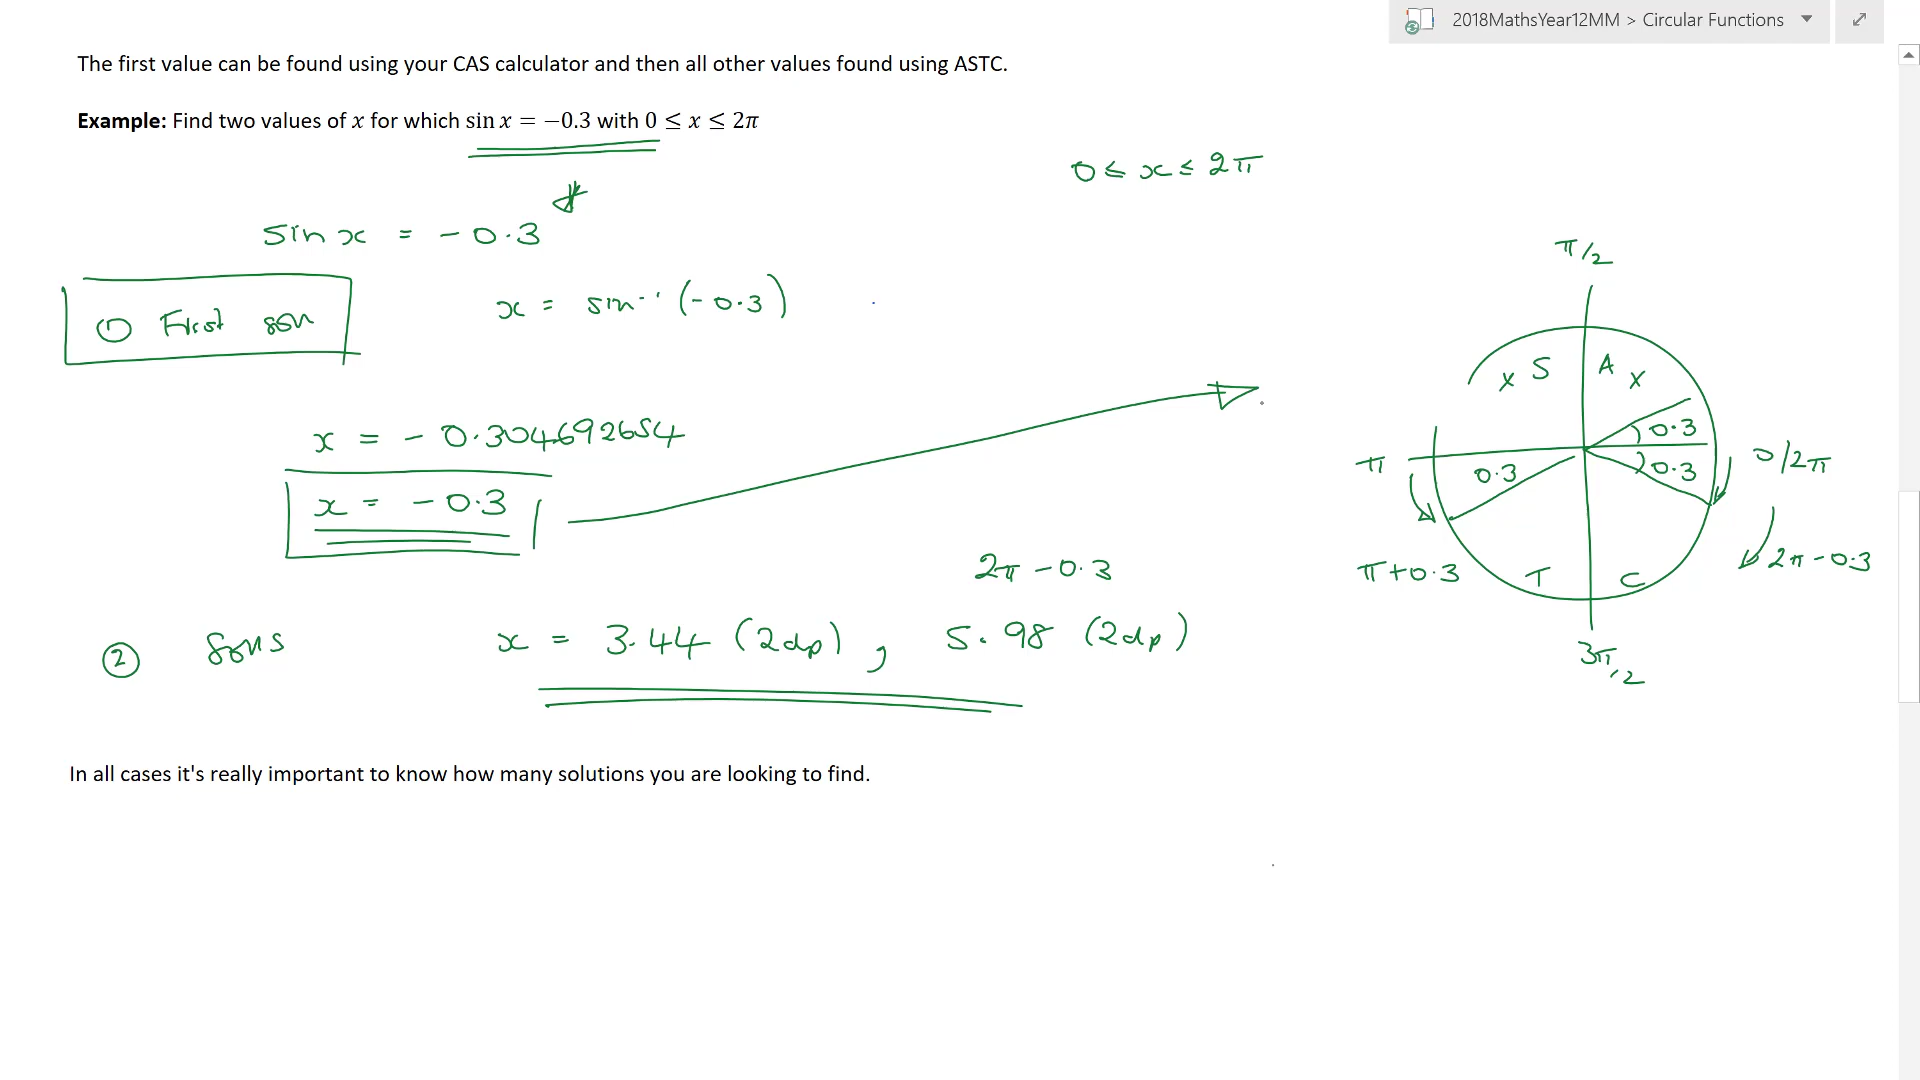 2018MathsYear12MM > Circular Functions
The first value can be found using your CAS calculator and then all other values found using ASTC.
Example: Find two values of x for which sin x = −0.3 with 0 ≤ x ≤ 2π
0 ≤ x ≤ 2π
sin x = -0.3
① First soln
x = sin⁻¹ (-0.3)
x = -0.304692654
x = -0.3
2π - 0.3
② Solns
x = 3.44 (2dp), 5.98 (2dp)
π/2
S A
x x
0.3
π 0.3 0.3 0/2π
π+0.3 T C 2π-0.3
3π/2
In all cases it's really important to know how many solutions you are looking to find.